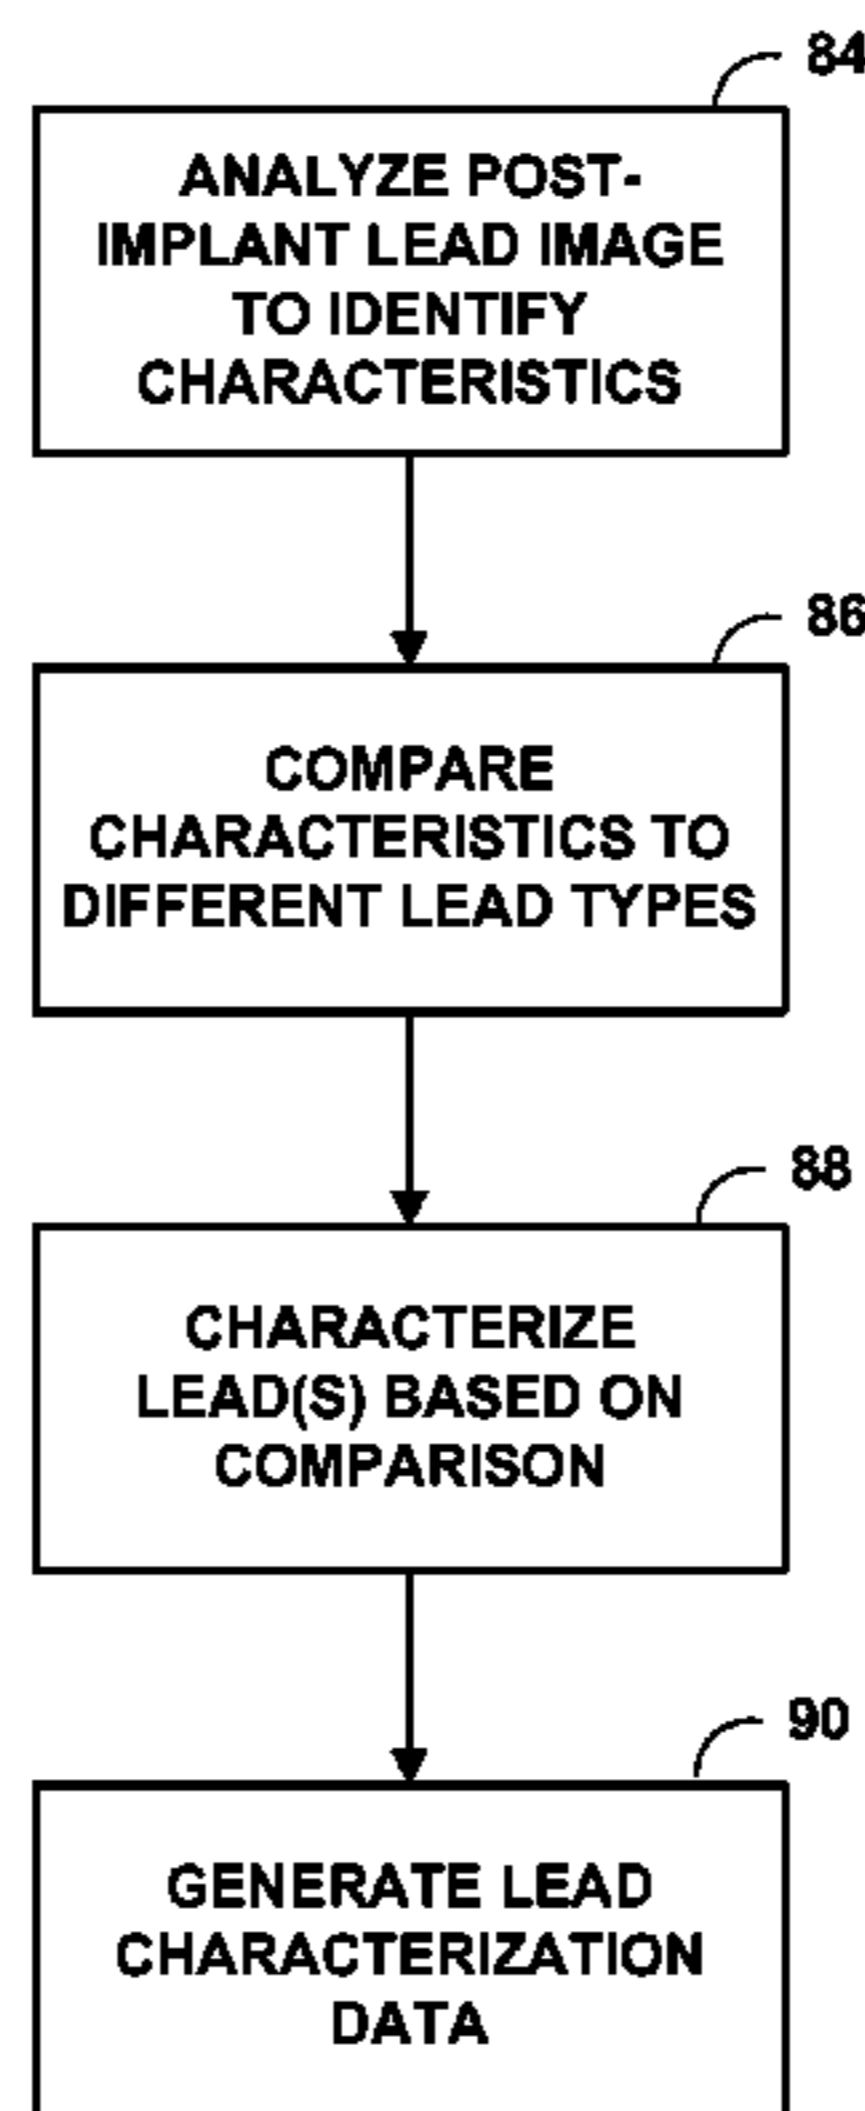 84
ANALYZE POST-
IMPLANT LEAD IMAGE
TO IDENTIFY
CHARACTERISTICS
86
COMPARE
CHARACTERISTICS TO
DIFFERENT LEAD TYPES
88
CHARACTERIZE
LEAD(S) BASED ON
COMPARISON
90
GENERATE LEAD
CHARACTERIZATION
DATA